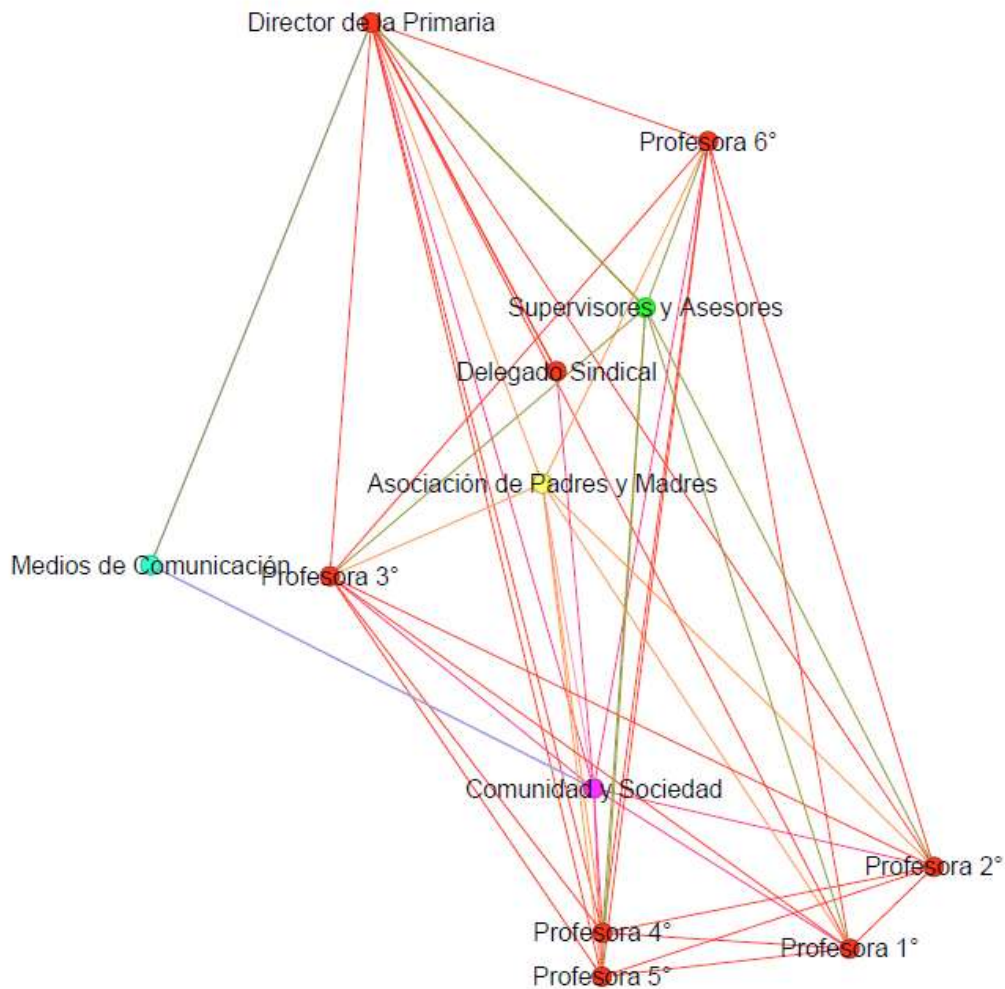 Director de la Primaria
Profesora 6°
Supervisores y Asesores
Delegado Sindical
Asociación de Padres y Madres
Medios de Comunicación
Profesora 3°
Comunidad y Sociedad
Profesora 2°
Profesora 4°
Profesora 1°
Profesora 5°